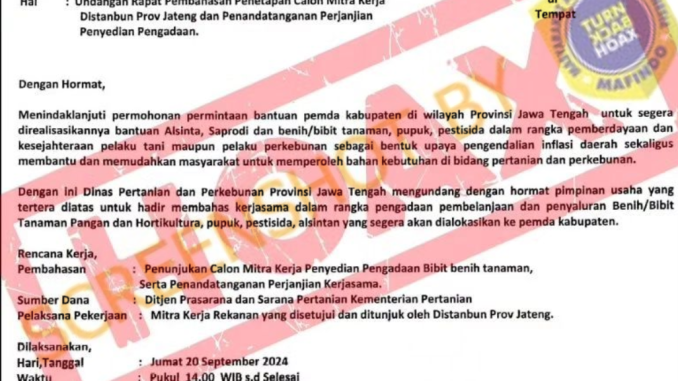 Hal : Undangan Rapat Pembahasan Penetapan Calon Mitra Kerja
Distanbun Prov Jateng dan Penandatanganan Perjanjian
Penyedian Pengadaan.
di
Tempat
TURN
BACK
HOAX
MAFINDO
Dengan Hormat,
Menindaklanjuti permohonan permintaan bantuan pemda kabupaten di wilayah Provinsi Jawa Tengah untuk segera
direalisasikannya bantuan Alsinta, Saprodi dan benih/bibit tanaman, pupuk, pestisida dalam rangka pemberdayaan dan
kesejahteraan pelaku tani maupun pelaku perkebunan sebagai bentuk upaya pengendalian inflasi daerah sekaligus
membantu dan memudahkan masyarakat untuk memperoleh bahan kebutuhan di bidang pertanian dan perkebunan.
Dengan ini Dinas Pertanian dan Perkebunan Provinsi Jawa Tengah mengundang dengan hormat pimpinan usaha yang
tertera diatas untuk hadir membahas kerjasama dalam rangka pengadaan pembelanjaan dan penyaluran Benih/Bibit
Tanaman Pangan dan Hortikultura, pupuk, pestisida, alsintan yang segera akan dialokasikan ke pemda kabupaten.
Rencana Kerja,
Pembahasan : Penunjukan Calon Mitra Kerja Penyedian Pengadaan Bibit benih tanaman,
Serta Penandatanganan Perjanjian Kerjasama.
Sumber Dana : Ditjen Prasarana dan Sarana Pertanian Kementerian Pertanian
Pelaksana Pekerjaan : Mitra Kerja Rekanan yang disetujui dan ditunjuk oleh Distanbun Prov Jateng.
Dilaksanakan,
Hari,Tanggal : Jumat 20 September 2024
Waktu : Pukul 14.00 WIB s.d Selesai
HOAX
SCREENSHOT BY